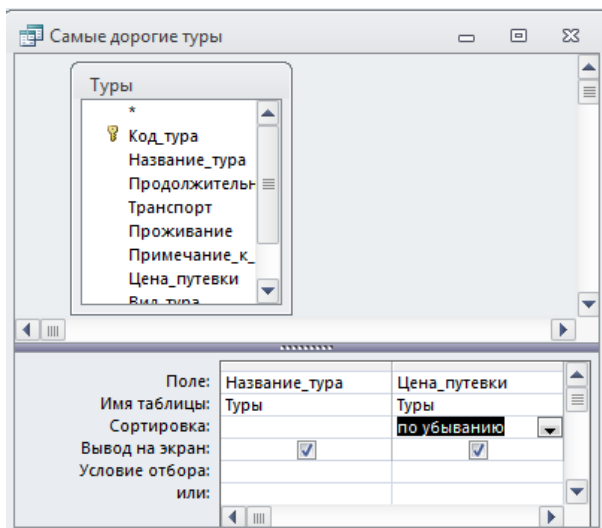 Самые дорогие туры
Туры
*
Код_тура
Название_тура
Продолжительн
Транспорт
Проживание
Примечание_к_
Цена_путевки
Вид_тура
Поле: Название_тура Цена_путевки
Имя таблицы: Туры Туры
Сортировка: по убыванию
Вывод на экран:
Условие отбора:
или: